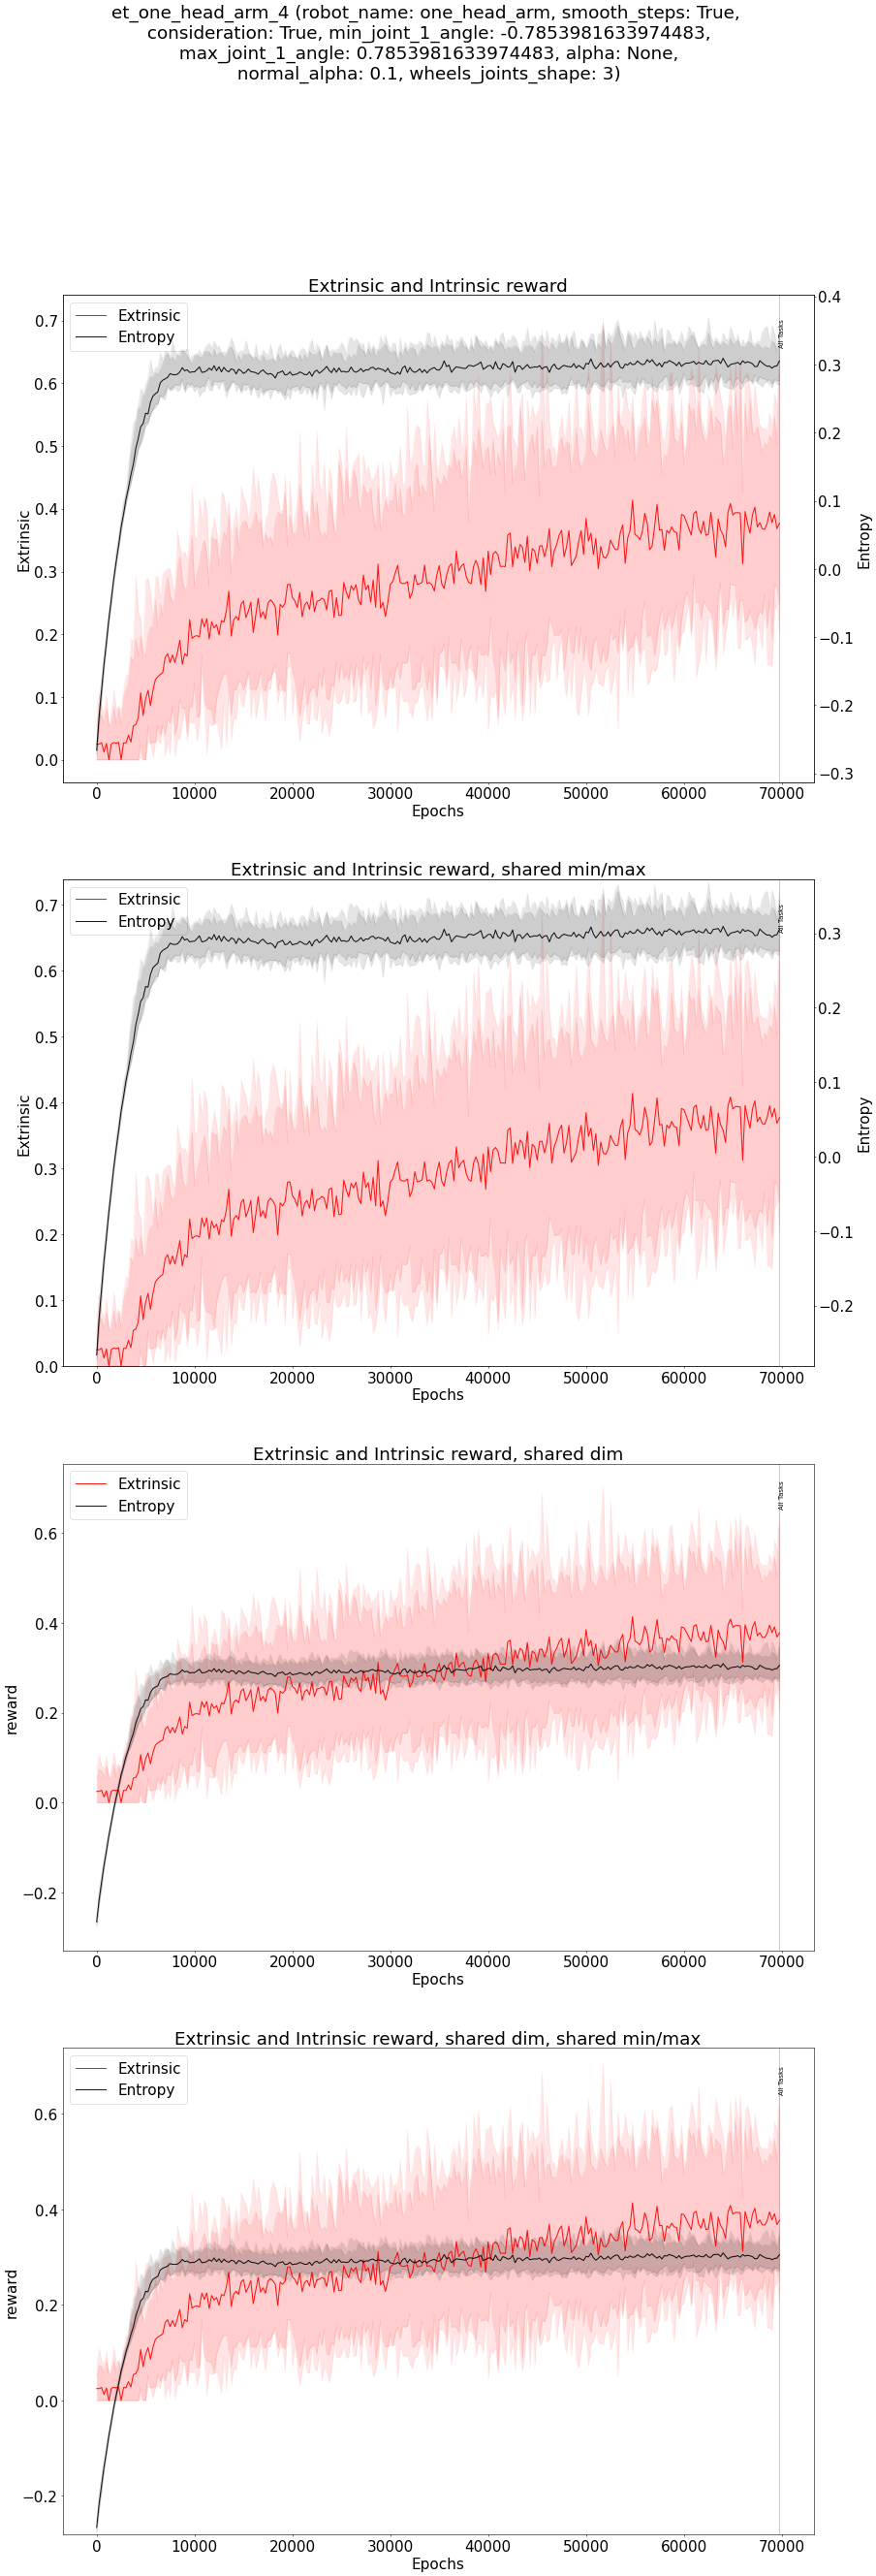 et_one_head_arm_4 (robot_name: one_head_arm, smooth_steps: True,
consideration: True, min_joint_1_angle: -0.7853981633974483,
max_joint_1_angle: 0.7853981633974483, alpha: None,
normal_alpha: 0.1, wheels_joints_shape: 3)
Extrinsic and Intrinsic reward
Extrinsic
Entropy
All Tasks
0.7
0.6
0.5
0.4
0.3
0.2
0.1
0.0
Extrinsic
0.4
0.3
0.2
0.1
0.0
−0.1
−0.2
−0.3
Entropy
0 10000 20000 30000 40000 50000 60000 70000
Epochs
Extrinsic and Intrinsic reward, shared min/max
Extrinsic
Entropy
All Tasks
0.7
0.6
0.5
0.4
0.3
0.2
0.1
0.0
Extrinsic
0.3
0.2
0.1
0.0
−0.1
−0.2
Entropy
0 10000 20000 30000 40000 50000 60000 70000
Epochs
Extrinsic and Intrinsic reward, shared dim
Extrinsic
Entropy
All Tasks
0.6
0.4
0.2
0.0
−0.2
reward
0 10000 20000 30000 40000 50000 60000 70000
Epochs
Extrinsic and Intrinsic reward, shared dim, shared min/max
Extrinsic
Entropy
All Tasks
0.6
0.4
0.2
0.0
−0.2
reward
0 10000 20000 30000 40000 50000 60000 70000
Epochs